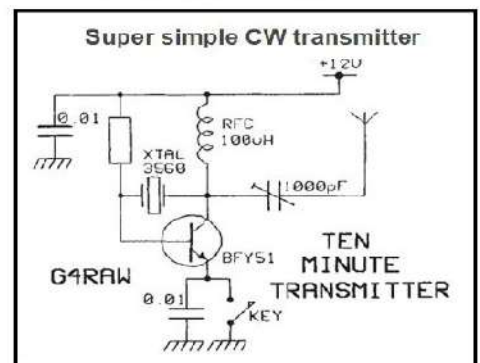 Super simple CW transmitter
+12V
0.01
RFC
100uH
XTAL
3560
1000pF
BFY51
TEN
MINUTE
TRANSMITTER
G4RAW
0.01
KEY